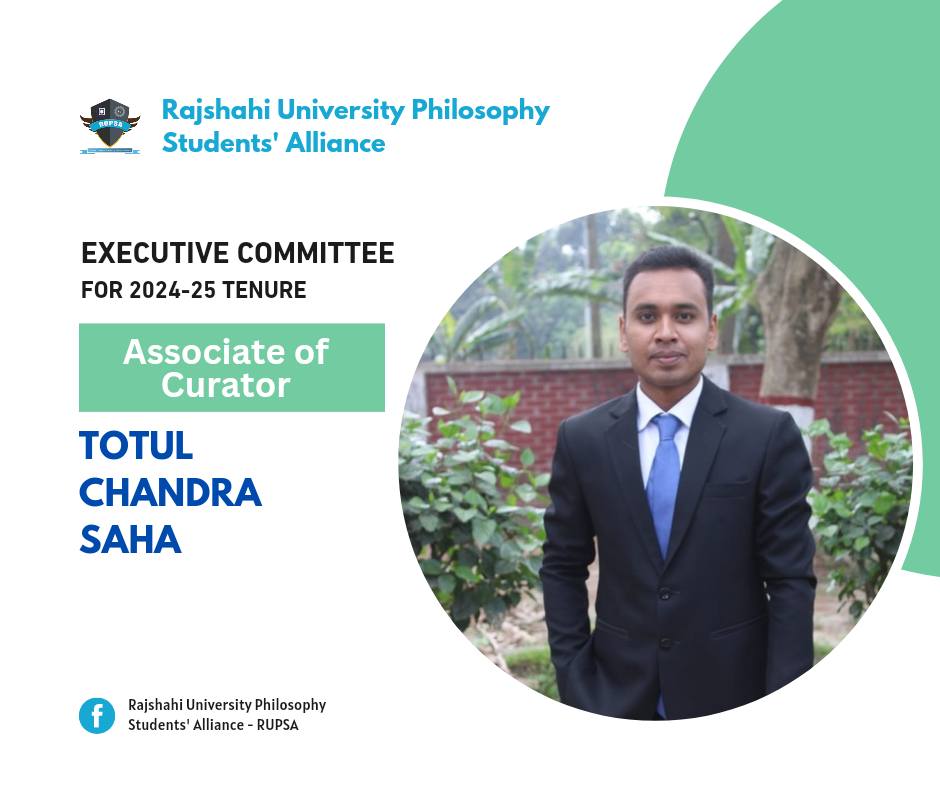 RUPSA
Rajshahi University Philosophy
Students' Alliance
EXECUTIVE COMMITTEE
FOR 2024-25 TENURE
Associate of
Curator
TOTUL
CHANDRA
SAHA
f
Rajshahi University Philosophy
Students' Alliance - RUPSA